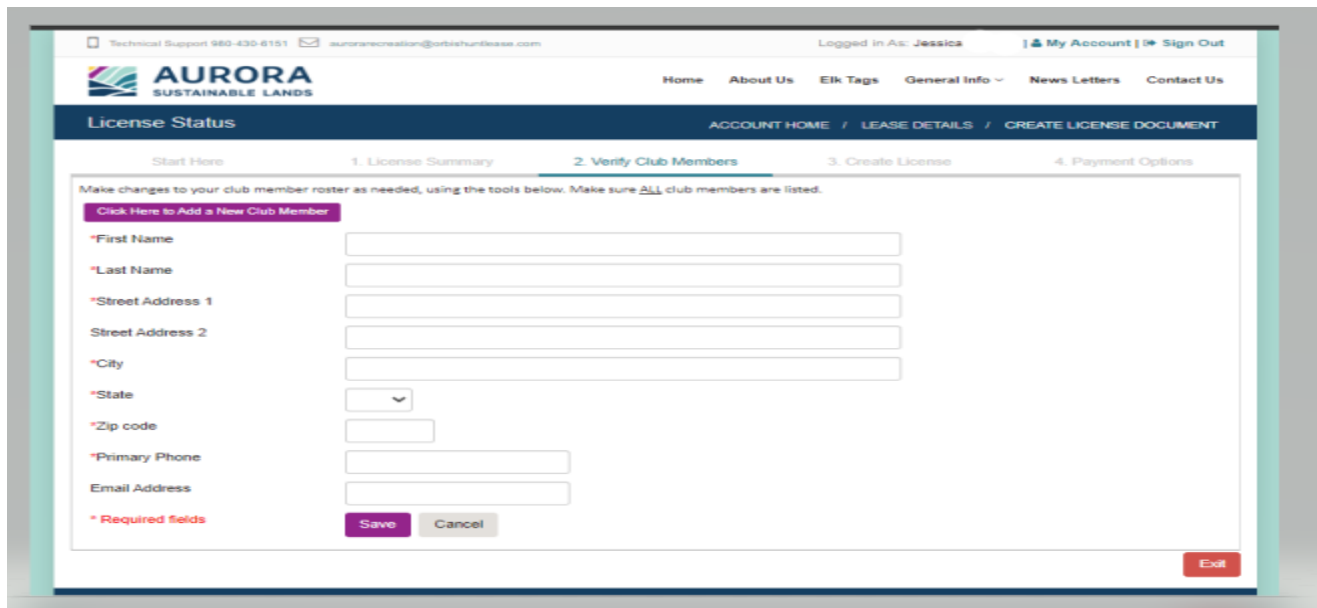 Technical Support 980-430-6151 aurorarecreation@orbishuntlease.com Logged in As: Jessica | My Account | Sign Out
AURORA
SUSTAINABLE LANDS
Home About Us Elk Tags General Info News Letters Contact Us
License Status ACCOUNT HOME / LEASE DETAILS / CREATE LICENSE DOCUMENT
Start Here 1. License Summary 2. Verify Club Members 3. Create License 4. Payment Options
Make changes to your club member roster as needed, using the tools below. Make sure ALL club members are listed.
Click Here to Add a New Club Member
*First Name
*Last Name
*Street Address 1
Street Address 2
*City
*State
*Zip code
*Primary Phone
Email Address
* Required fields Save Cancel
Exit